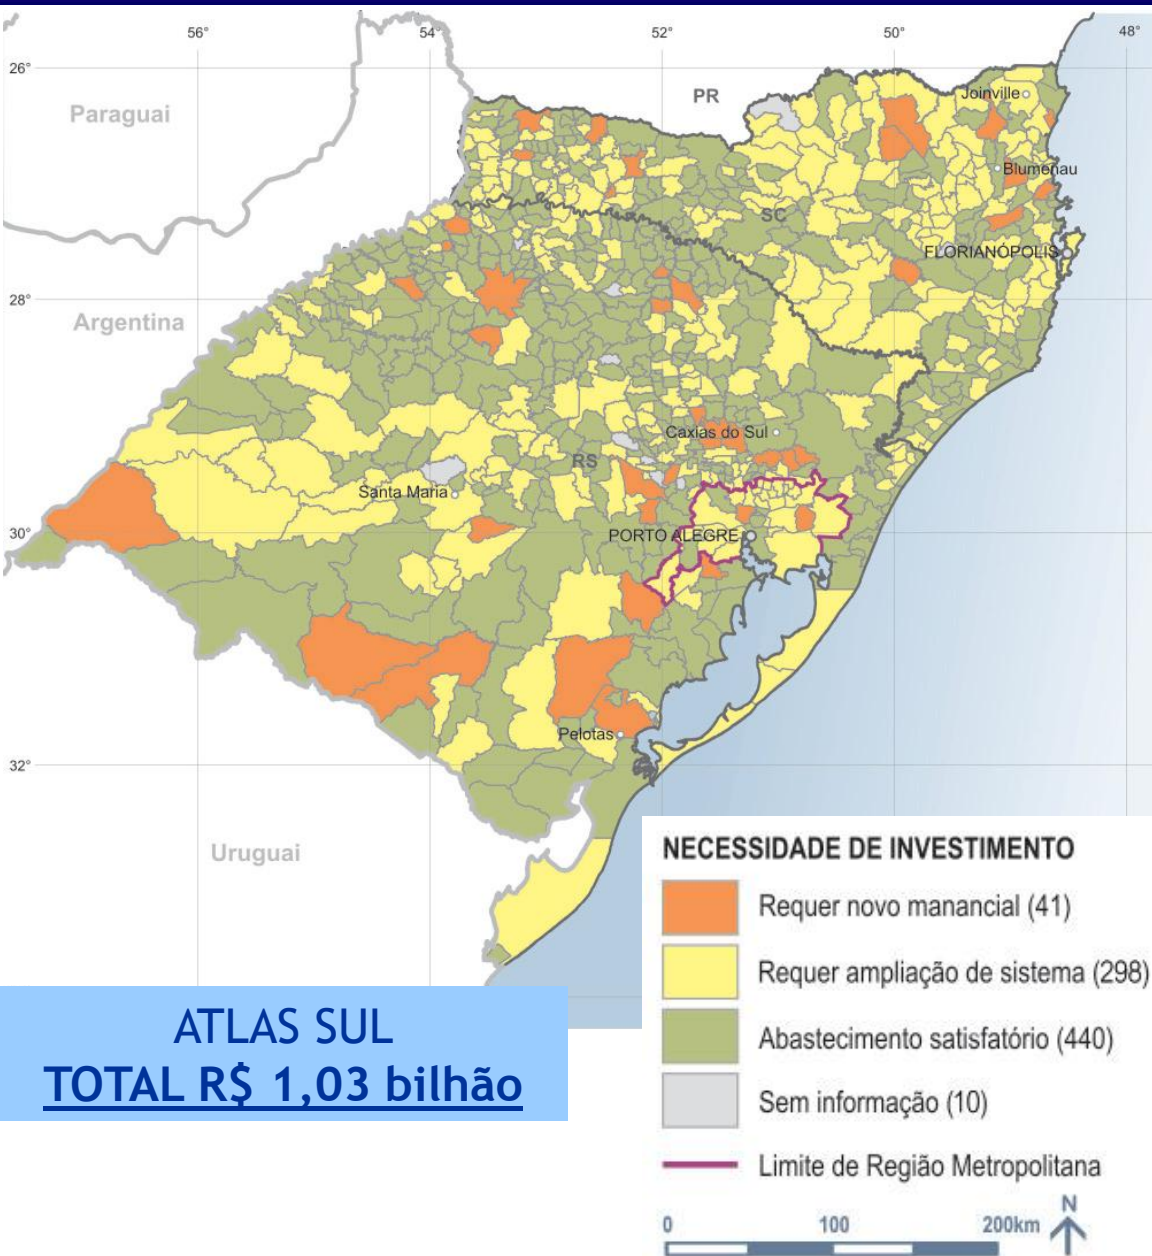 56°
54°
52°
50°
48°
26°
Paraguai
PR
Joinville
Blumenau
SC
FLORIANÓPOLIS
28°
Argentina
Caxias do Sul
RS
Santa Maria
30°
PORTO ALEGRE
Pelotas
32°
Uruguai
NECESSIDADE DE INVESTIMENTO
Requer novo manancial (41)
Requer ampliação de sistema (298)
Abastecimento satisfatório (440)
Sem informação (10)
Limite de Região Metropolitana
ATLAS SUL
TOTAL R$ 1,03 bilhão
N
0 100 200km